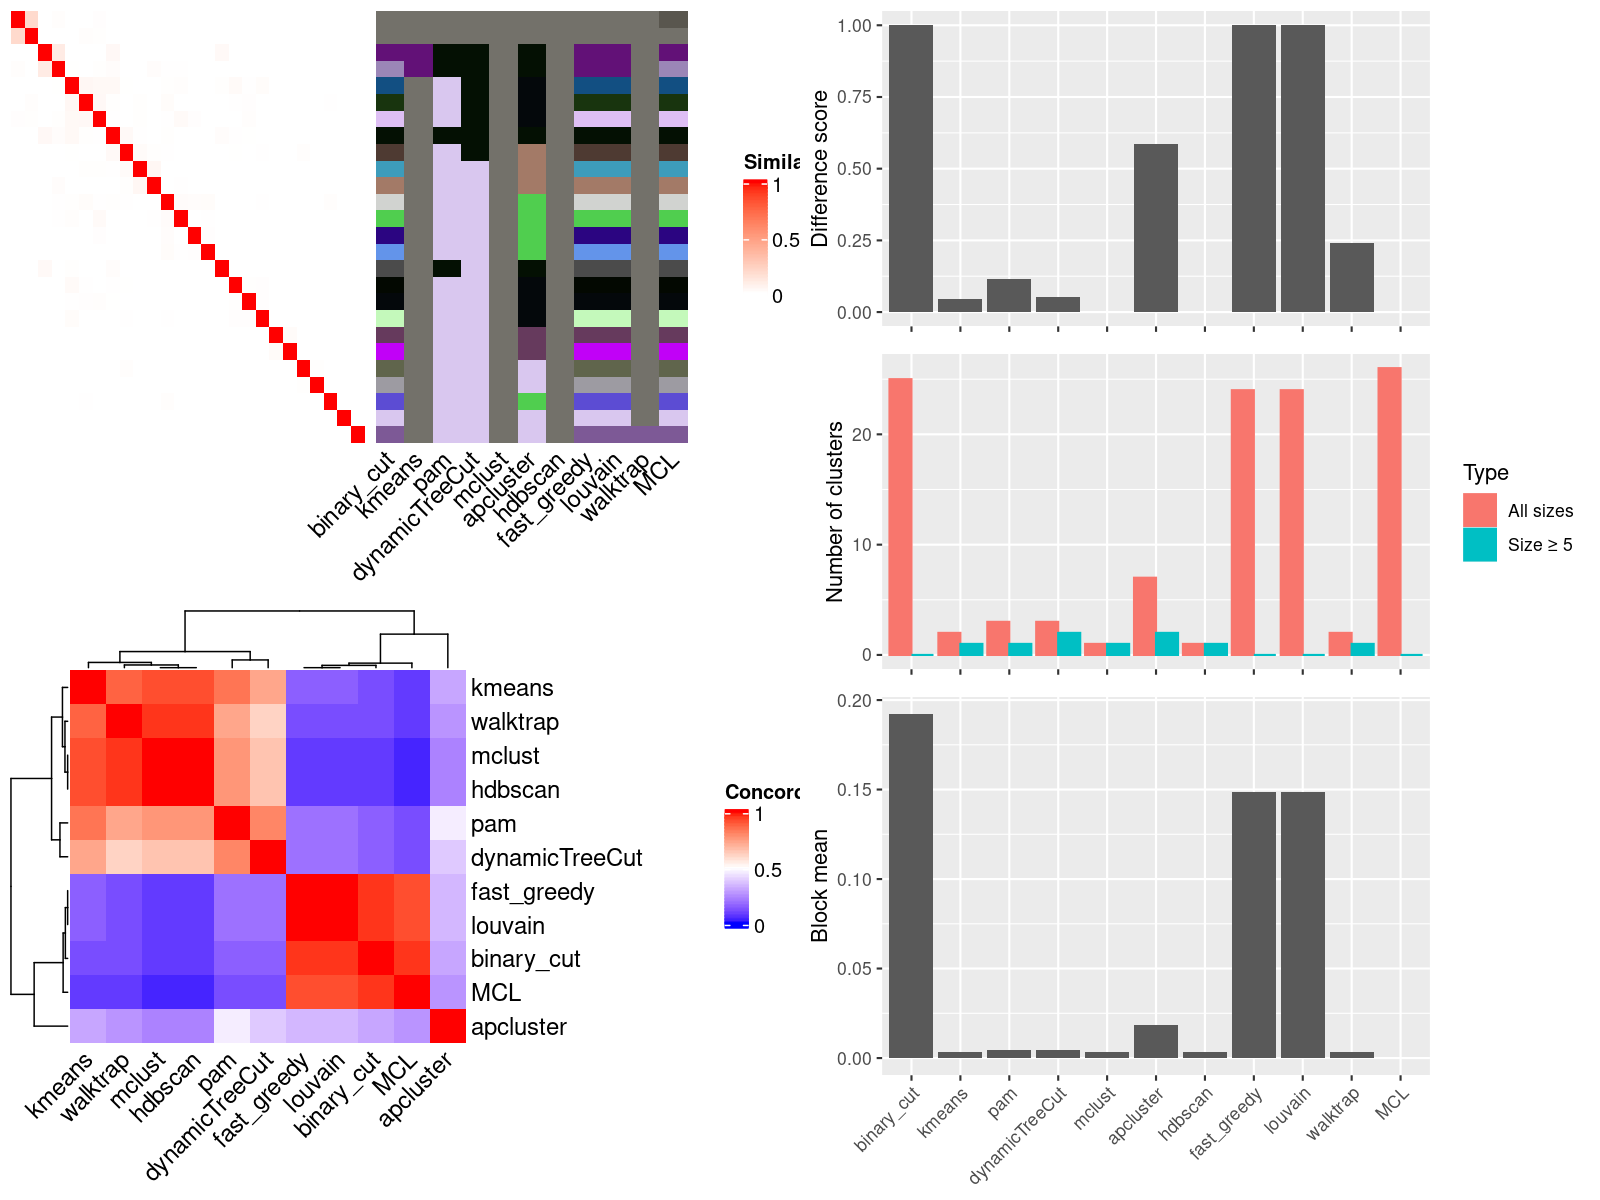 Simila
1
0.5
0
binary_cut
kmeans
pam
dynamicTreeCut
mclust
apcluster
hdbscan
fast_greedy
louvain
walktrap
MCL
kmeans
walktrap
mclust
hdbscan
pam
dynamicTreeCut
fast_greedy
louvain
binary_cut
MCL
apcluster
Concord
1
0.5
0
kmeans
walktrap
mclust
hdbscan
pam
dynamicTreeCut
fast_greedy
louvain
binary_cut
MCL
apcluster
Difference score
1.00
0.75
0.50
0.25
0.00
Number of clusters
20
10
0
Type
All sizes
Size ≥ 5
Block mean
0.20
0.15
0.10
0.05
0.00
binary_cut
kmeans
pam
dynamicTreeCut
mclust
apcluster
hdbscan
fast_greedy
louvain
walktrap
MCL